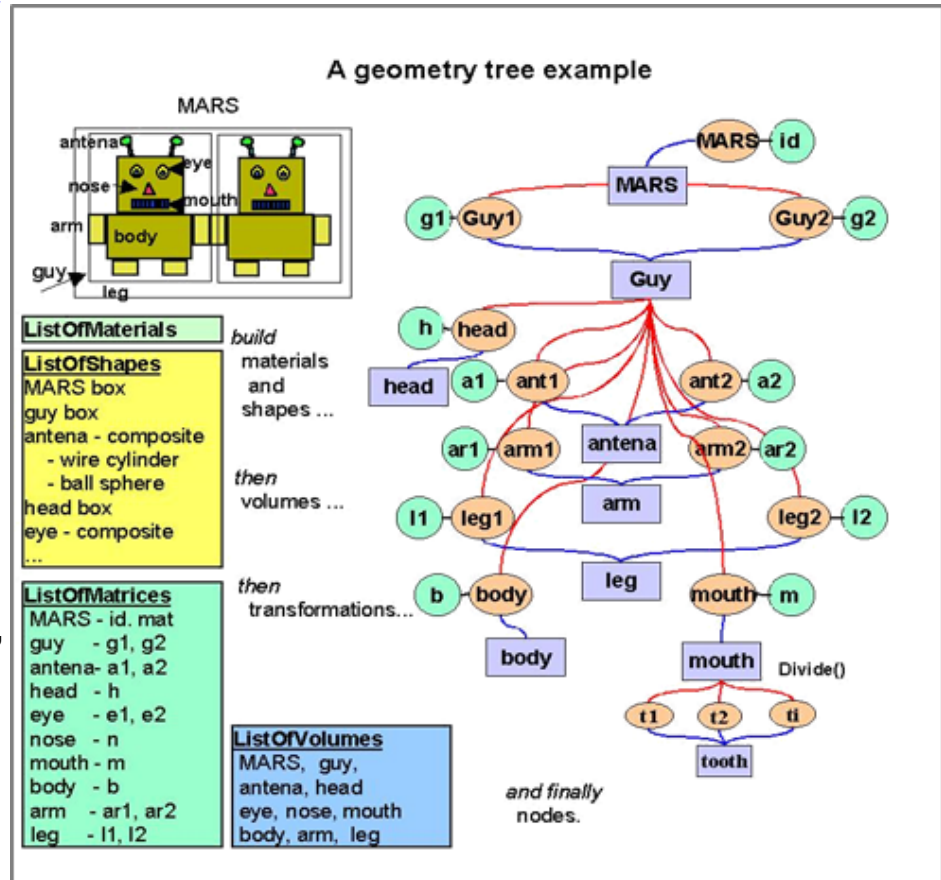 A geometry tree example
MARS
antena
eye
nose
mouth
arm
body
guy
leg
ListOfMaterials
ListOfShapes
MARS box
guy box
antena - composite
- wire cylinder
- ball sphere
head box
eye - composite
...
ListOfMatrices
MARS - id. mat
guy - g1, g2
antena- a1, a2
head - h
eye - e1, e2
nose - n
mouth - m
body - b
arm - ar1, ar2
leg - l1, l2
ListOfVolumes
MARS, guy,
antena, head
eye, nose, mouth
body, arm, leg
build
materials
and
shapes ...
then
volumes ...
then
transformations...
and finally
nodes.
MARS id
MARS
g1 Guy1 Guy2 g2
Guy
h head
head
a1 ant1 ant2 a2
antena
ar1 arm1 arm2 ar2
arm
l1 leg1 leg2 l2
leg
b body mouth m
body mouth Divide()
t1 t2 ti
tooth